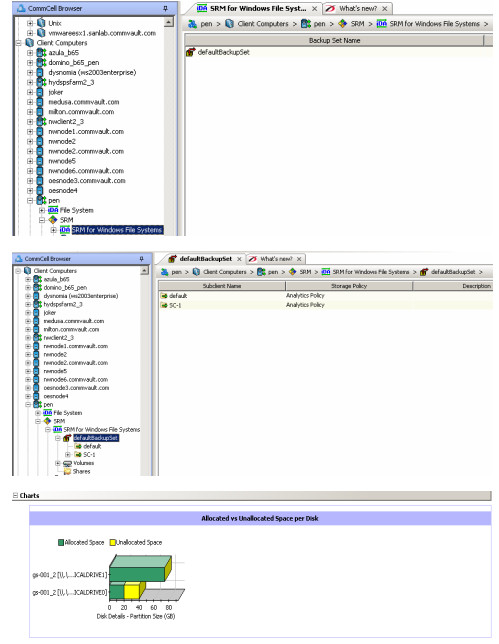 CommCell Browser
Unix
vmwareesx1.sanlab.commvault.com
Client Computers
azula_b65
domino_b65_pen
dysnomia (ws2003enterprise)
hydspsfarm2_3
joker
medusa.commvault.com
milton.commvault.com
nwclient2_3
nwnode1.commvault.com
nwnode2
nwnode2.commvault.com
nwnode5
nwnode6.commvault.com
oesnode3.commvault.com
oesnode4
pen
File System
SRM
SRM for Windows File Systems
SRM for Windows File Syst... × What's new? ×
pen > Client Computers > pen > SRM > SRM for Windows File Systems >
Backup Set Name
defaultBackupSet
CommCell Browser
Client Computers
azula_b65
domino_b65_pen
dysnomia (ws2003enterprise)
hydspsfarm2_3
joker
medusa.commvault.com
milton.commvault.com
nwclient2_3
nwnode1.commvault.com
nwnode2
nwnode2.commvault.com
nwnode5
nwnode6.commvault.com
oesnode3.commvault.com
oesnode4
pen
File System
SRM
SRM for Windows File Systems
defaultBackupSet
default
SC-1
Volumes
Shares
defaultBackupSet × What's new? ×
pen > Client Computers > pen > SRM > SRM for Windows File Systems > defaultBackupSet >
Subclient Name Storage Policy Description
default Analytics Policy
SC-1 Analytics Policy
Charts
Allocated vs Unallocated Space per Disk
Allocated Space Unallocated Space
gs-001_2 [\\.\...ICALDRIVE1]
gs-001_2 [\\.\...ICALDRIVE0]
0 20 40 60 80
Disk Details - Partition Size (GB)